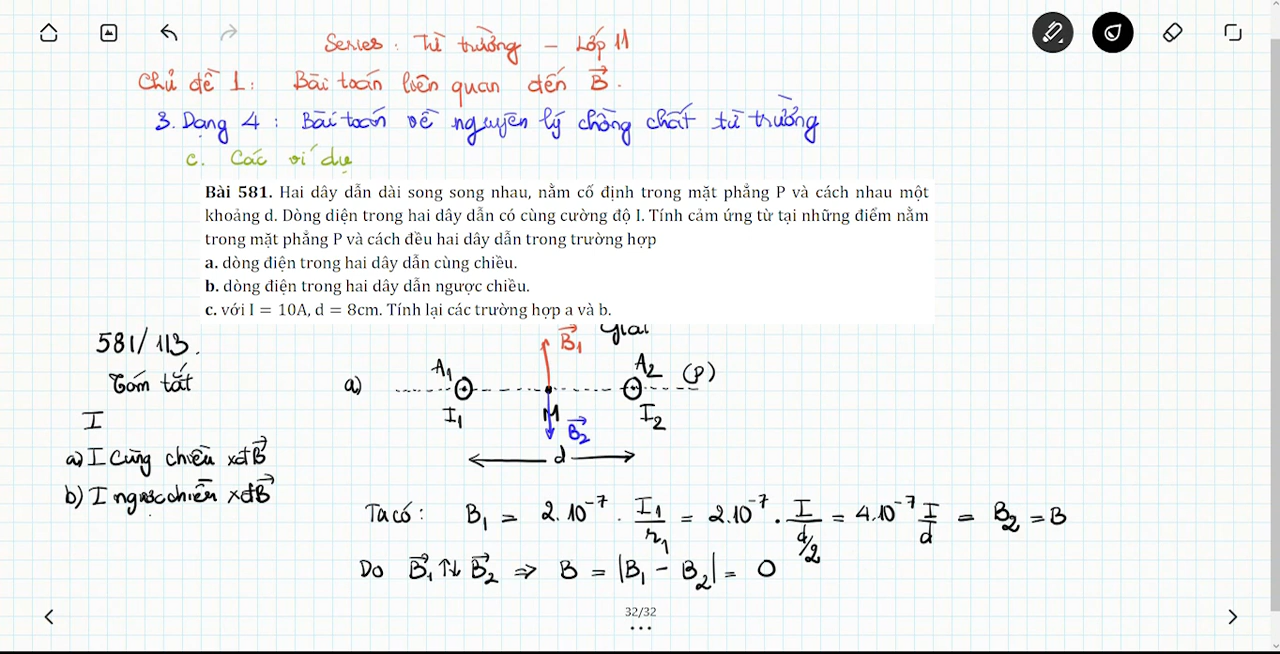 Series : Từ trường – Lớp 11
Chủ đề 1 : Bài toán liên quan đến B⃗ .
3. Dạng 4 : Bài toán về nguyên lý chồng chất từ trường
c. Các ví dụ
Bài 581. Hai dây dẫn dài song song nhau, nằm cố định trong mặt phẳng P và cách nhau một
khoảng d. Dòng diện trong hai dây dẫn có cùng cường độ I. Tính cảm ứng từ tại những điểm nằm
trong mặt phẳng P và cách đều hai dây dẫn trong trường hợp
a. dòng điện trong hai dây dẫn cùng chiều.
b. dòng điện trong hai dây dẫn ngược chiều.
c. với I = 10A, d = 8cm. Tính lại các trường hợp a và b.
Giải
581/113.
Tóm tắt
I
a) I cùng chiều xđ B⃗
b) I ngược chiều xđ B⃗
a)
A₁ B⃗₁ A₂ (P)
I₁ M B⃗₂ I₂
d
Ta có : B₁ = 2.10⁻⁷ . I₁/r₁ = 2.10⁻⁷ . I/(d/2) = 4.10⁻⁷ I/d = B₂ = B
Do B⃗₁ ↑↓ B⃗₂ ⇒ B = |B₁ − B₂| = 0
32/32